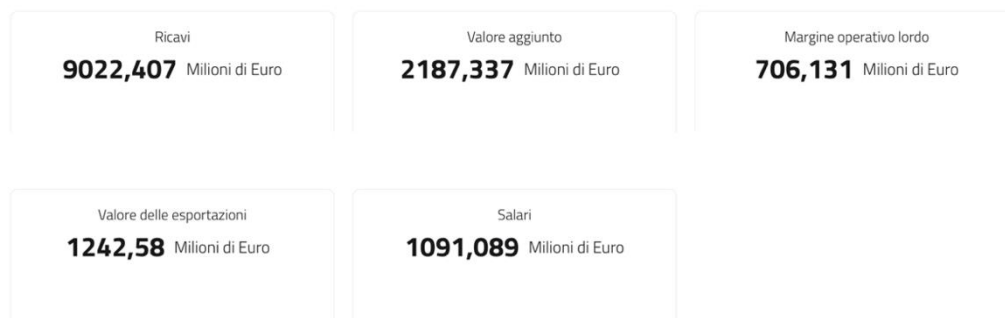 Ricavi
9022,407 Milioni di Euro
Valore aggiunto
2187,337 Milioni di Euro
Margine operativo lordo
706,131 Milioni di Euro
Valore delle esportazioni
1242,58 Milioni di Euro
Salari
1091,089 Milioni di Euro